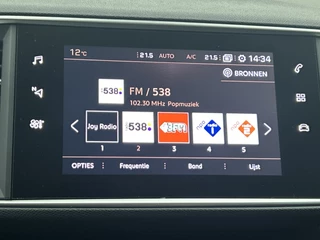 12°C 21.5 AUTO A/C 21.5 14:34
BRONNEN
538 FM / 538
102.30 MHz Popmuziek
Joy Radio 538
1 2 3 4 5
OPTIES Frequentie Band Lijst